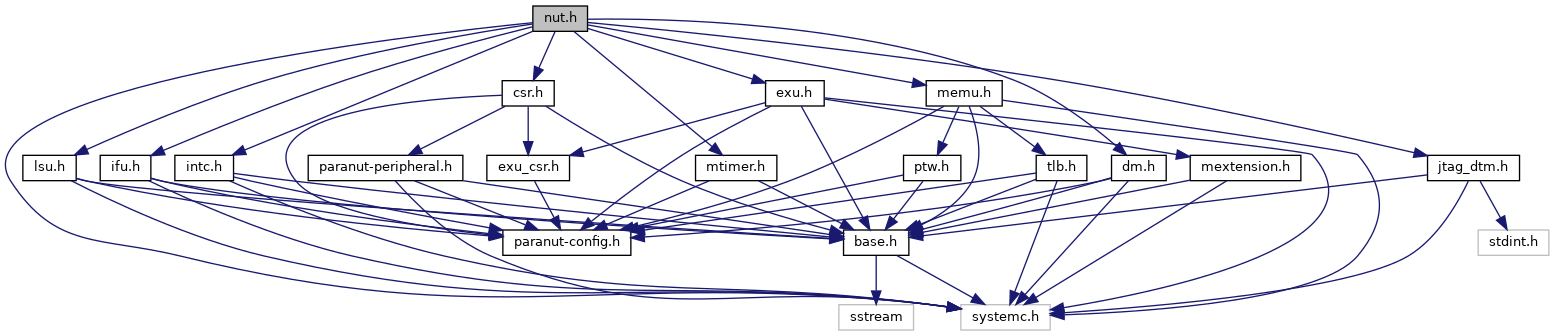 nut.h
csr.h
exu.h
memu.h
lsu.h
ifu.h
intc.h
paranut-peripheral.h
exu_csr.h
mtimer.h
ptw.h
tlb.h
dm.h
mextension.h
jtag_dtm.h
paranut-config.h
base.h
stdint.h
sstream
systemc.h